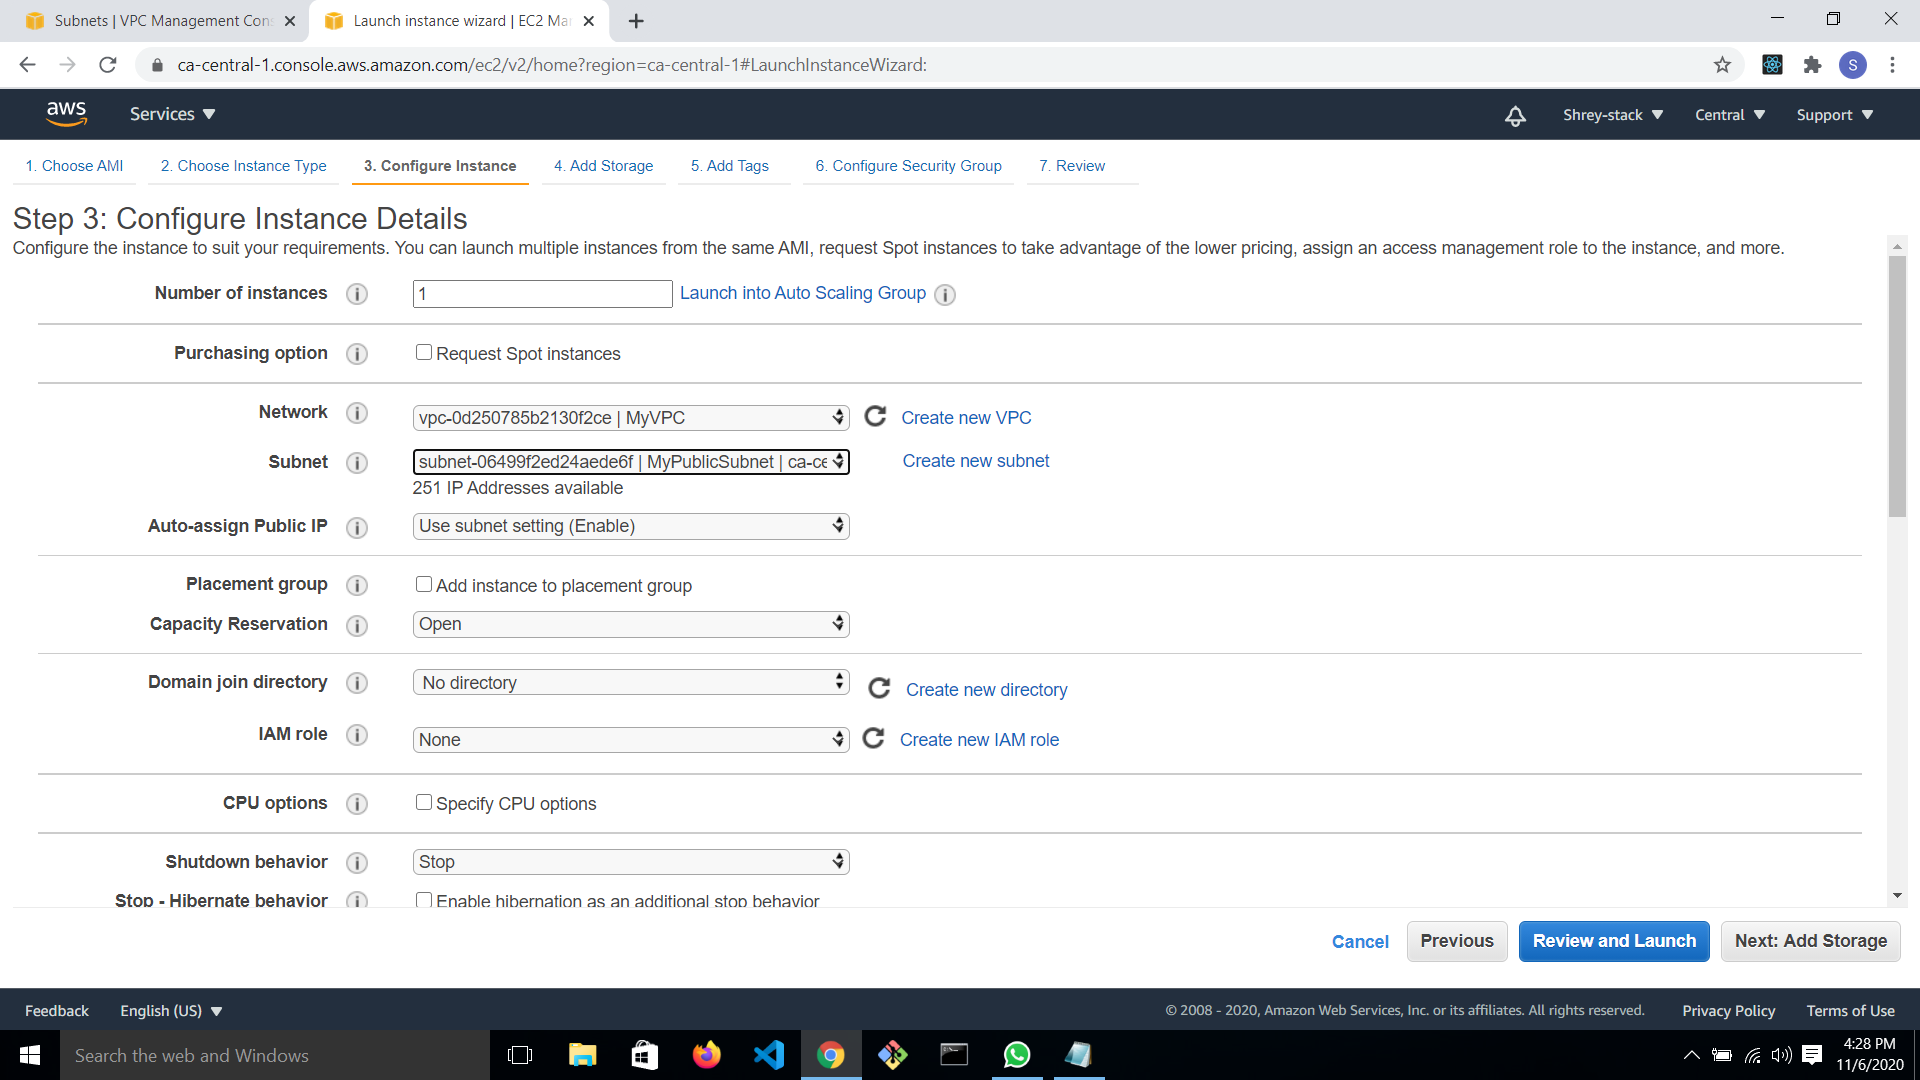 Subnets | VPC Management Con
Launch instance wizard | EC2 Ma
ca-central-1.console.aws.amazon.com/ec2/v2/home?region=ca-central-1#LaunchInstanceWizard:
S
aws
Services
Shrey-stack
Central
Support
1. Choose AMI
2. Choose Instance Type
3. Configure Instance
4. Add Storage
5. Add Tags
6. Configure Security Group
7. Review
Step 3: Configure Instance Details
Configure the instance to suit your requirements. You can launch multiple instances from the same AMI, request Spot instances to take advantage of the lower pricing, assign an access management role to the instance, and more.
Number of instances
1
Launch into Auto Scaling Group
Purchasing option
Request Spot instances
Network
vpc-0d250785b2130f2ce | MyVPC
Create new VPC
Subnet
subnet-06499f2ed24aede6f | MyPublicSubnet | ca-ce
Create new subnet
251 IP Addresses available
Auto-assign Public IP
Use subnet setting (Enable)
Placement group
Add instance to placement group
Capacity Reservation
Open
Domain join directory
No directory
Create new directory
IAM role
None
Create new IAM role
CPU options
Specify CPU options
Shutdown behavior
Stop
Stop - Hibernate behavior
Enable hibernation as an additional stop behavior
Cancel
Previous
Review and Launch
Next: Add Storage
Feedback
English (US)
© 2008 - 2020, Amazon Web Services, Inc. or its affiliates. All rights reserved.
Privacy Policy
Terms of Use
Search the web and Windows
4:28 PM
11/6/2020